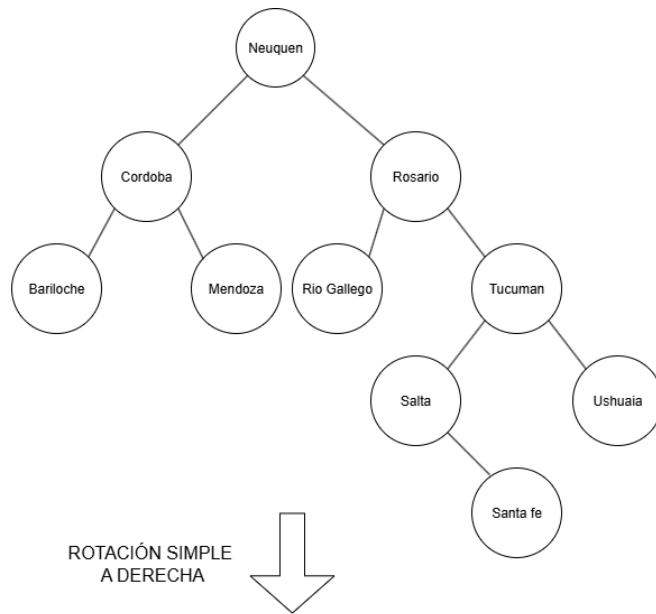 Neuquen
Cordoba
Rosario
Bariloche
Mendoza
Rio Gallego
Tucuman
Salta
Ushuaia
Santa fe
ROTACIÓN SIMPLE
A DERECHA